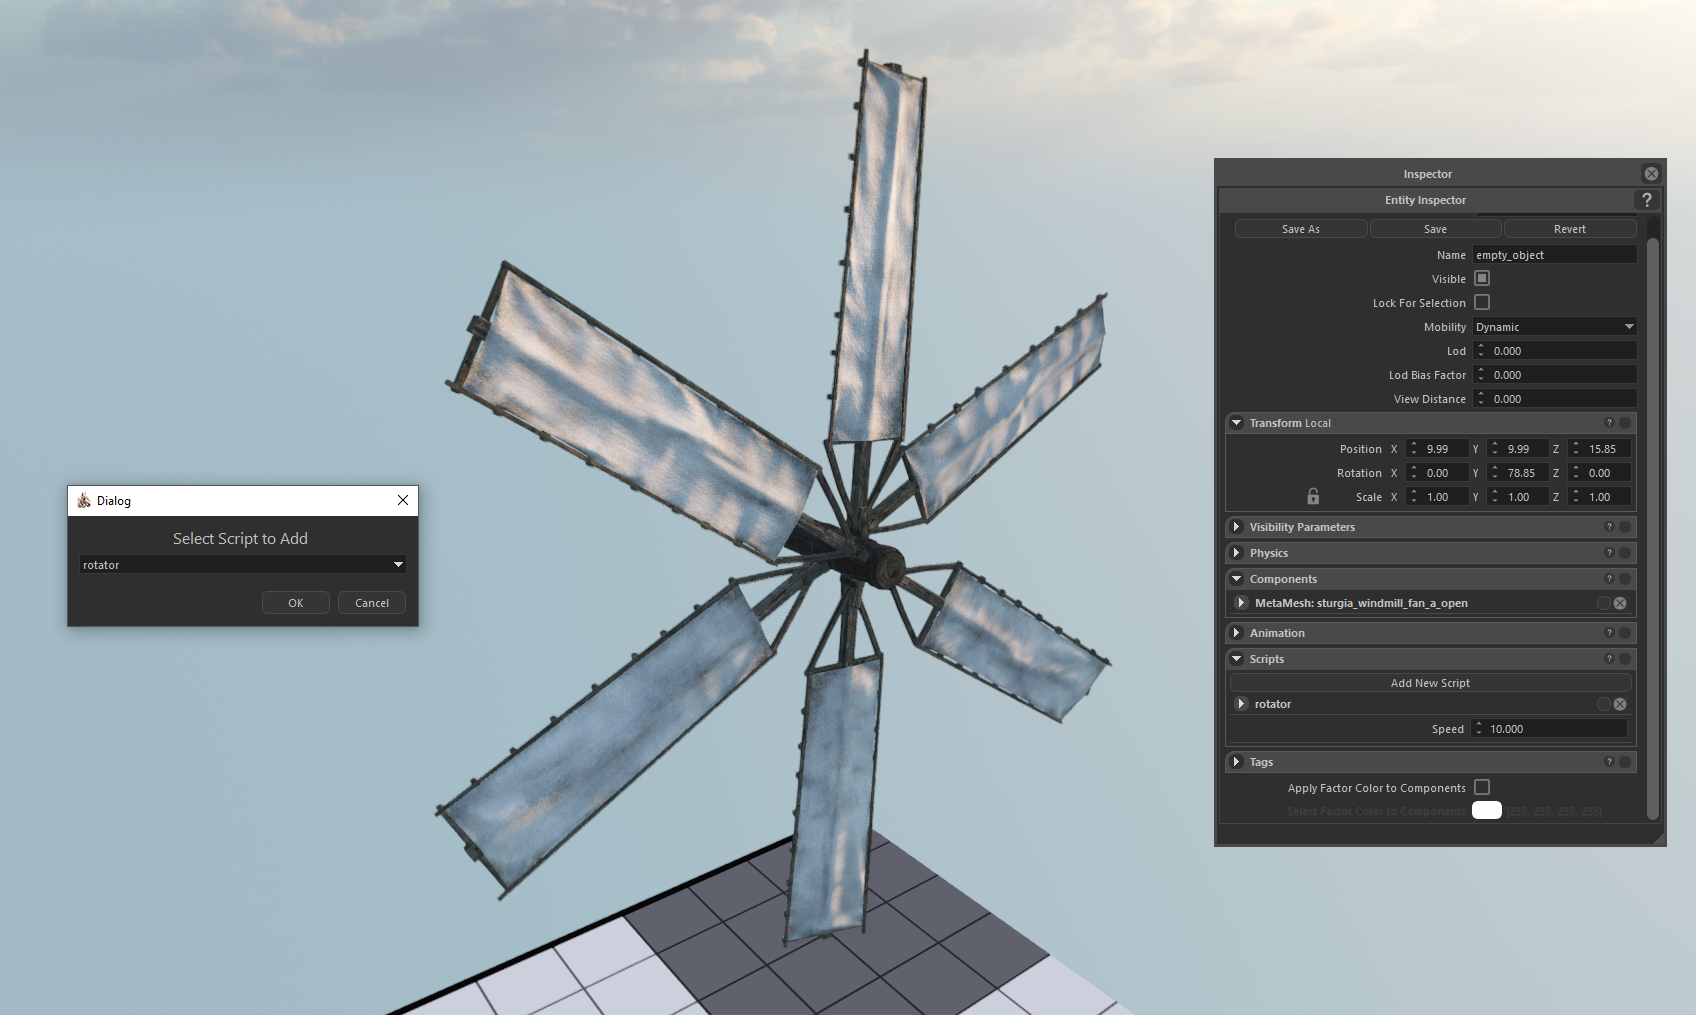 Dialog
Select Script to Add
rotator
OK Cancel
Inspector
Entity Inspector ?
Save As Save Revert
Name empty_object
Visible
Lock For Selection
Mobility Dynamic
Lod 0.000
Lod Bias Factor 0.000
View Distance 0.000
Transform Local ?
Position X 9.99 Y 9.99 Z 15.85
Rotation X 0.00 Y 78.85 Z 0.00
Scale X 1.00 Y 1.00 Z 1.00
Visibility Parameters ?
Physics ?
Components ?
MetaMesh: sturgia_windmill_fan_a_open
Animation ?
Scripts ?
Add New Script
rotator
Speed 10.000
Tags ?
Apply Factor Color to Components
Select Factor Color to Components [255, 255, 255, 255]